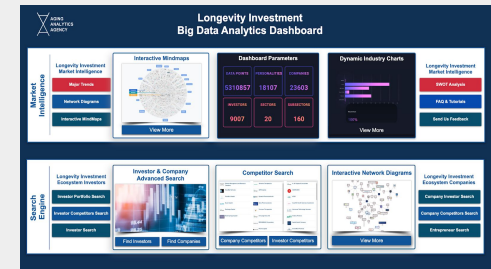 AGING
ANALYTICS
AGENCY
Longevity Investment
Big Data Analytics Dashboard
Market
Intelligence
Longevity Investment
Market Intelligence
Major Trends
Network Diagrams
Interactive MindMaps
Interactive Mindmaps
View More
Dashboard Parameters
DATA POINTS
PERSONALITIES
COMPANIES
5310857
18107
23603
INVESTORS
SECTORS
SUBSECTORS
9007
20
160
Dynamic Industry Charts
View More
Longevity Investment
Market Intelligence
SWOT Analysis
FAQ & Tutorials
Send Us Feedback
Search
Engine
Longevity Investment
Ecosystem Investors
Investor Portfolio Search
Investor Competitors Search
Investor Search
Investor & Company
Advanced Search
Find Investors
Find Companies
Competitor Search
Company Competitors
Investor Competitors
Interactive Network Diagrams
View More
Longevity Investment
Ecosystem Companies
Company Investor Search
Company Competitors Search
Entrepreneur Search